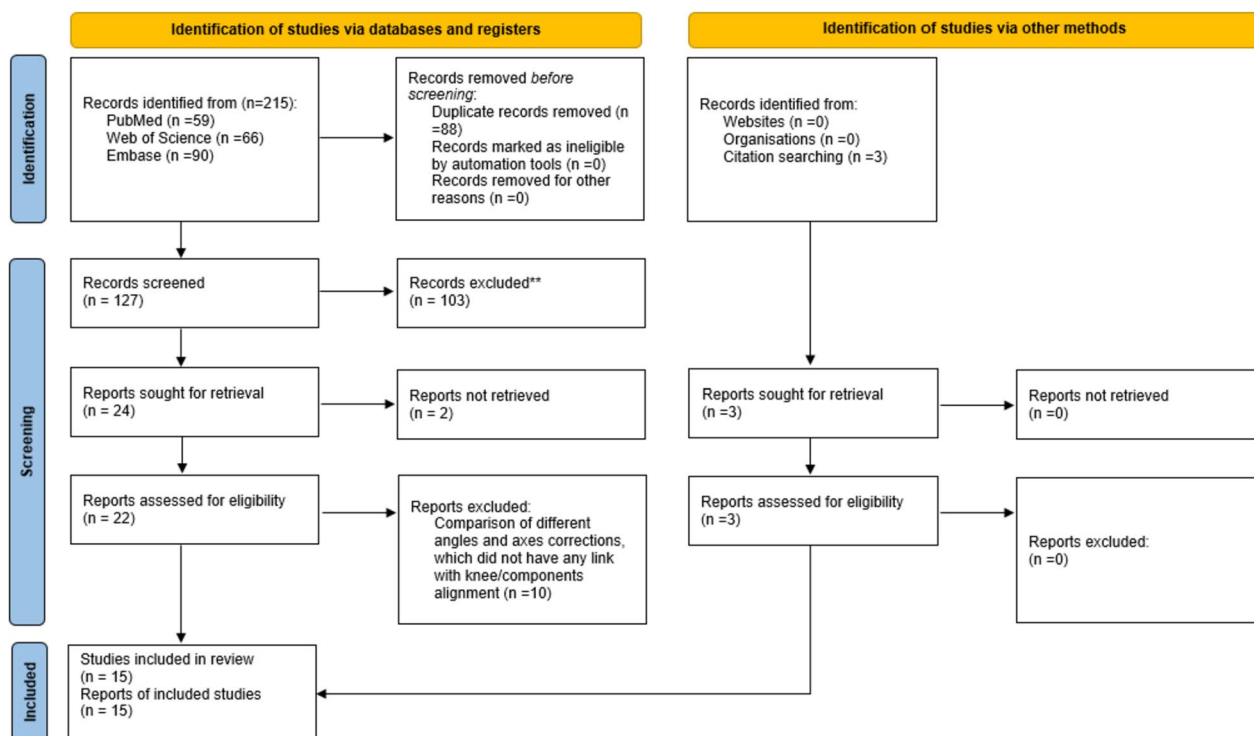 Identification of studies via databases and registers
Identification of studies via other methods
Identification
Records identified from (n=215):
PubMed (n =59)
Web of Science (n =66)
Embase (n =90)
Records removed before
screening:
Duplicate records removed (n
=88)
Records marked as ineligible
by automation tools (n =0)
Records removed for other
reasons (n =0)
Records identified from:
Websites (n =0)
Organisations (n =0)
Citation searching (n =3)
Screening
Records screened
(n = 127)
Records excluded**
(n = 103)
Reports sought for retrieval
(n = 24)
Reports not retrieved
(n = 2)
Reports sought for retrieval
(n =3)
Reports not retrieved
(n =0)
Reports assessed for eligibility
(n = 22)
Reports excluded:
Comparison of different
angles and axes corrections,
which did not have any link
with knee/components
alignment (n =10)
Reports assessed for eligibility
(n =3)
Reports excluded:
(n =0)
Included
Studies included in review
(n = 15)
Reports of included studies
(n = 15)